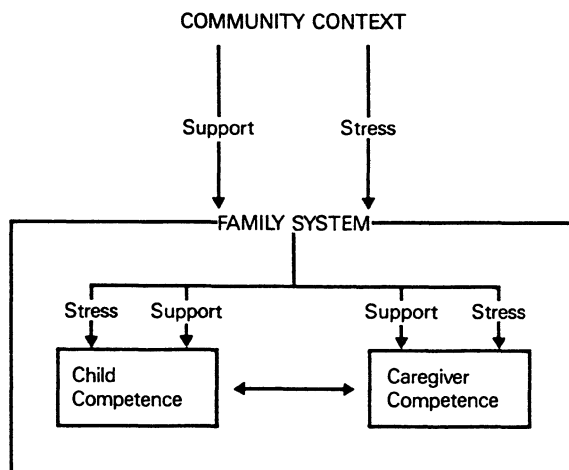 COMMUNITY CONTEXT
Support Stress
FAMILY SYSTEM
Stress Support Support Stress
Child
Competence
Caregiver
Competence